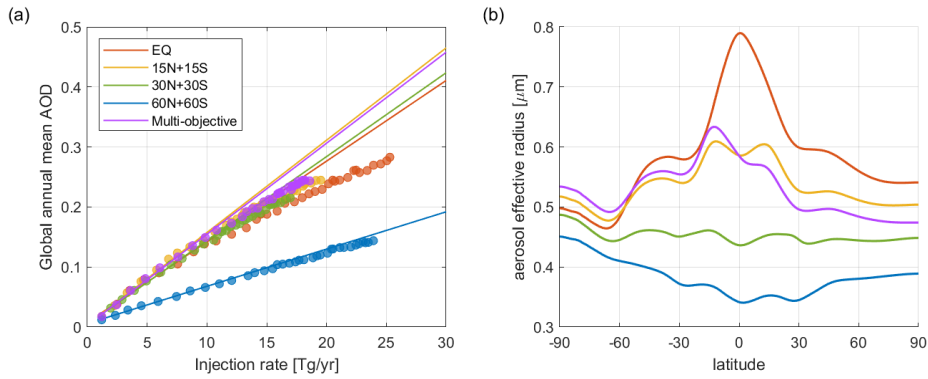 (a)
Global annual mean AOD
0.5
0.4
0.3
0.2
0.1
0
EQ
15N+15S
30N+30S
60N+60S
Multi-objective
0 5 10 15 20 25 30
Injection rate [Tg/yr]
(b)
aerosol effective radius [μm]
0.8
0.7
0.6
0.5
0.4
0.3
-90 -60 -30 0 30 60 90
latitude